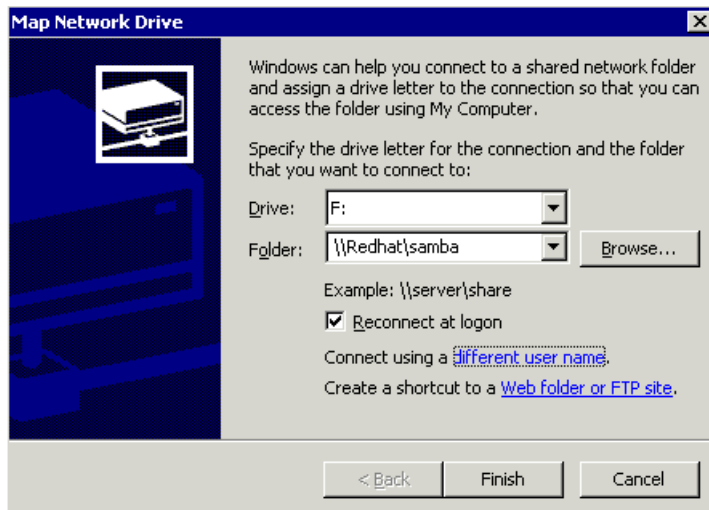 Map Network Drive
Windows can help you connect to a shared network folder
and assign a drive letter to the connection so that you can
access the folder using My Computer.
Specify the drive letter for the connection and the folder
that you want to connect to:
Drive: F:
Folder: \\Redhat\samba Browse...
Example: \\server\share
Reconnect at logon
Connect using a different user name.
Create a shortcut to a Web folder or FTP site.
< Back Finish Cancel